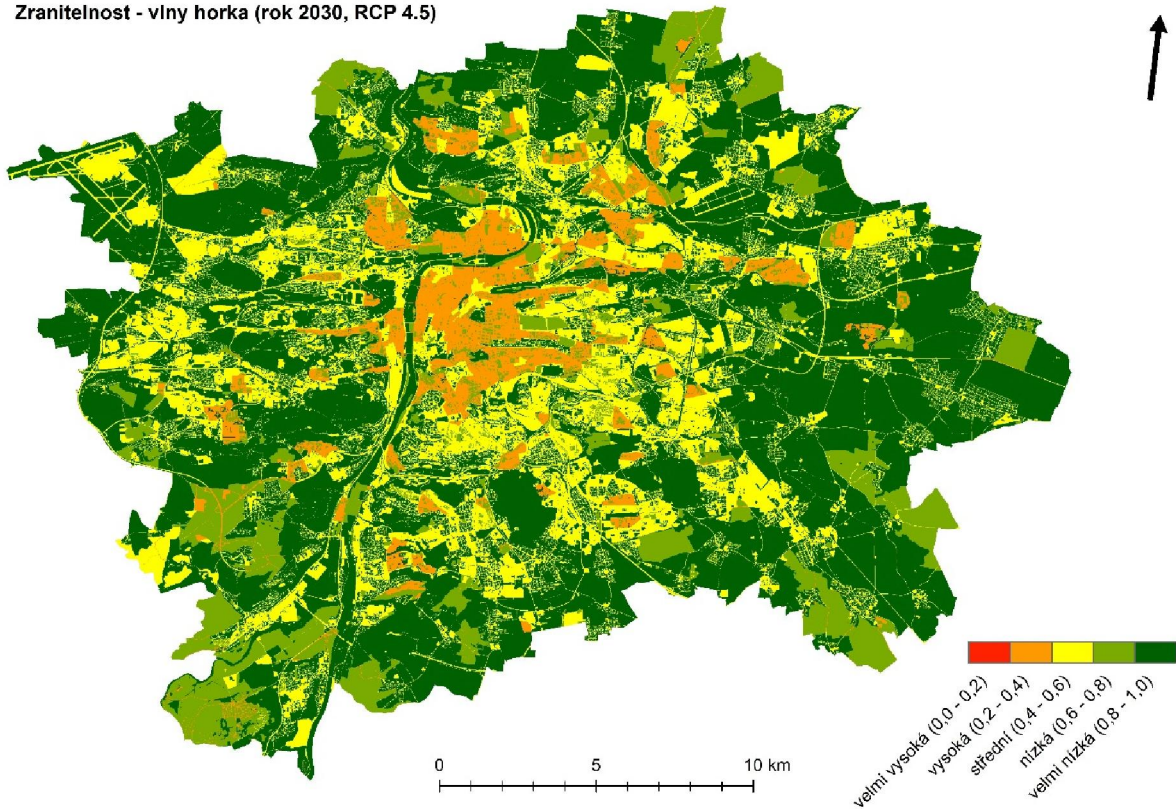 Zranitelnost - vlny horka (rok 2030, RCP 4.5)
velmi vysoká (0,0 - 0,2)
vysoká (0,2 - 0,4)
střední (0,4 - 0,6)
nízká (0,6 - 0,8)
velmi nízká (0,8 - 1,0)
0 5 10 km